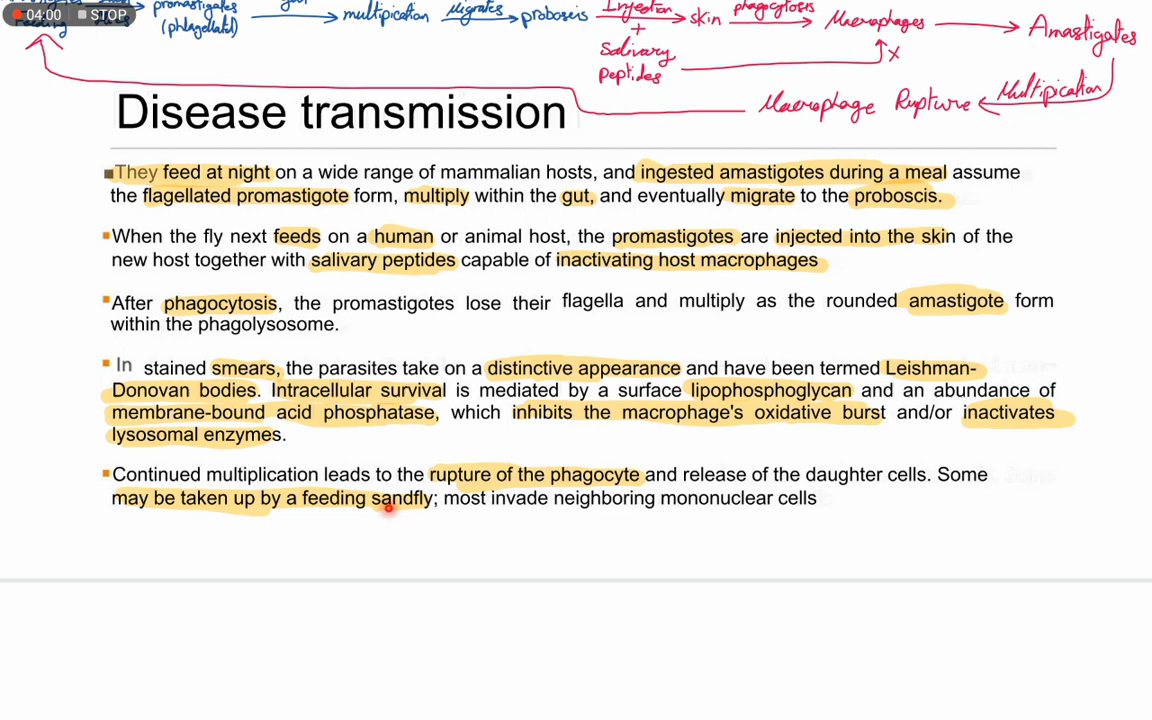 04:00 STOP
promastigates
(phlagellatd)
multipication
Migrates
proboseis
Injection
+
Salivary
peptides
skin
phagocytosis
Macrophages
x
Amastigates
Multipication
Macrophage Rupture
Disease transmission
They feed at night on a wide range of mammalian hosts, and ingested amastigotes during a meal assume
the flagellated promastigote form, multiply within the gut, and eventually migrate to the proboscis.
When the fly next feeds on a human or animal host, the promastigotes are injected into the skin of the
new host together with salivary peptides capable of inactivating host macrophages
After phagocytosis, the promastigotes lose their flagella and multiply as the rounded amastigote form
within the phagolysosome.
In stained smears, the parasites take on a distinctive appearance and have been termed Leishman-
Donovan bodies. Intracellular survival is mediated by a surface lipophosphoglycan and an abundance of
membrane-bound acid phosphatase, which inhibits the macrophage's oxidative burst and/or inactivates
lysosomal enzymes.
Continued multiplication leads to the rupture of the phagocyte and release of the daughter cells. Some
may be taken up by a feeding sandfly; most invade neighboring mononuclear cells